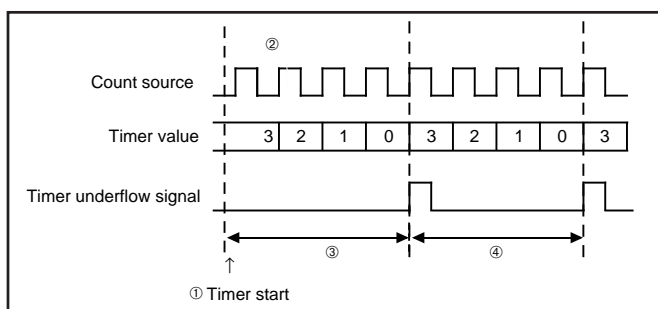 ②
Count source
Timer value 3 2 1 0 3 2 1 0 3
Timer underflow signal
③ ④
↑
① Timer start